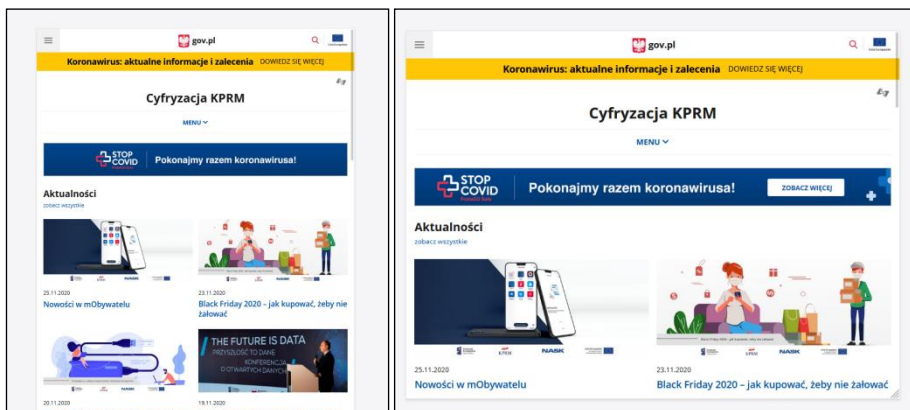 gov.pl
Koronawirus: aktualne informacje i zalecenia DOWIEDZ SIĘ WIĘCEJ
Cyfryzacja KPRM
MENU
STOP COVID
Pokonajmy razem koronawirusa!
Aktualności
zobacz wszystkie
25.11.2020
Nowości w mObywatelu
23.11.2020
Black Friday 2020 – jak kupować, żeby nie
żałować
THE FUTURE IS DATA
PRZYSZŁOŚĆ TO DANE
KONFERENCJA
O OTWARTYCH DANYCH
20.11.2020
19.11.2020
gov.pl
Koronawirus: aktualne informacje i zalecenia DOWIEDZ SIĘ WIĘCEJ
Cyfryzacja KPRM
MENU
STOP
COVID
Pokonajmy razem koronawirusa!
ZOBACZ WIĘCEJ
Aktualności
zobacz wszystkie
KPRM
NASK
KPRM
NASK
25.11.2020
Nowości w mObywatelu
23.11.2020
Black Friday 2020 – jak kupować, żeby nie żałować